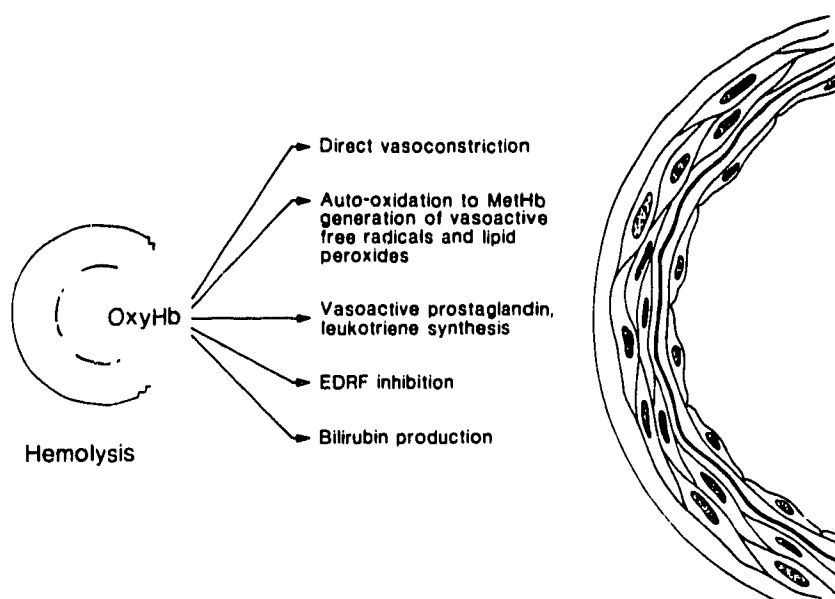 Direct vasoconstriction
Auto-oxidation to MetHb
generation of vasoactive
free radicals and lipid
peroxides
OxyHb
Vasoactive prostaglandin,
leukotriene synthesis
EDRF inhibition
Bilirubin production
Hemolysis